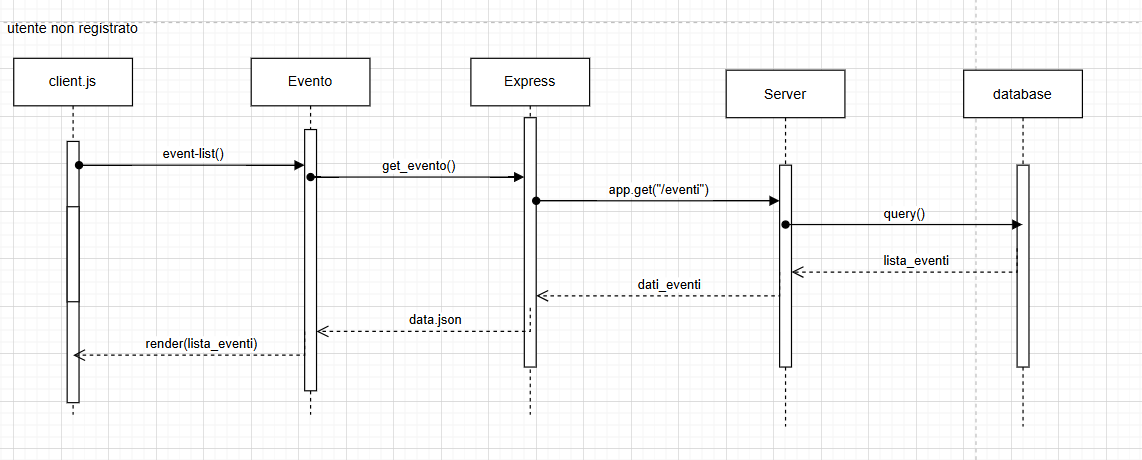 utente non registrato
client.js
Evento
Express
Server
database
event-list()
get_evento()
app.get("/eventi")
query()
lista_eventi
dati_eventi
data.json
render(lista_eventi)